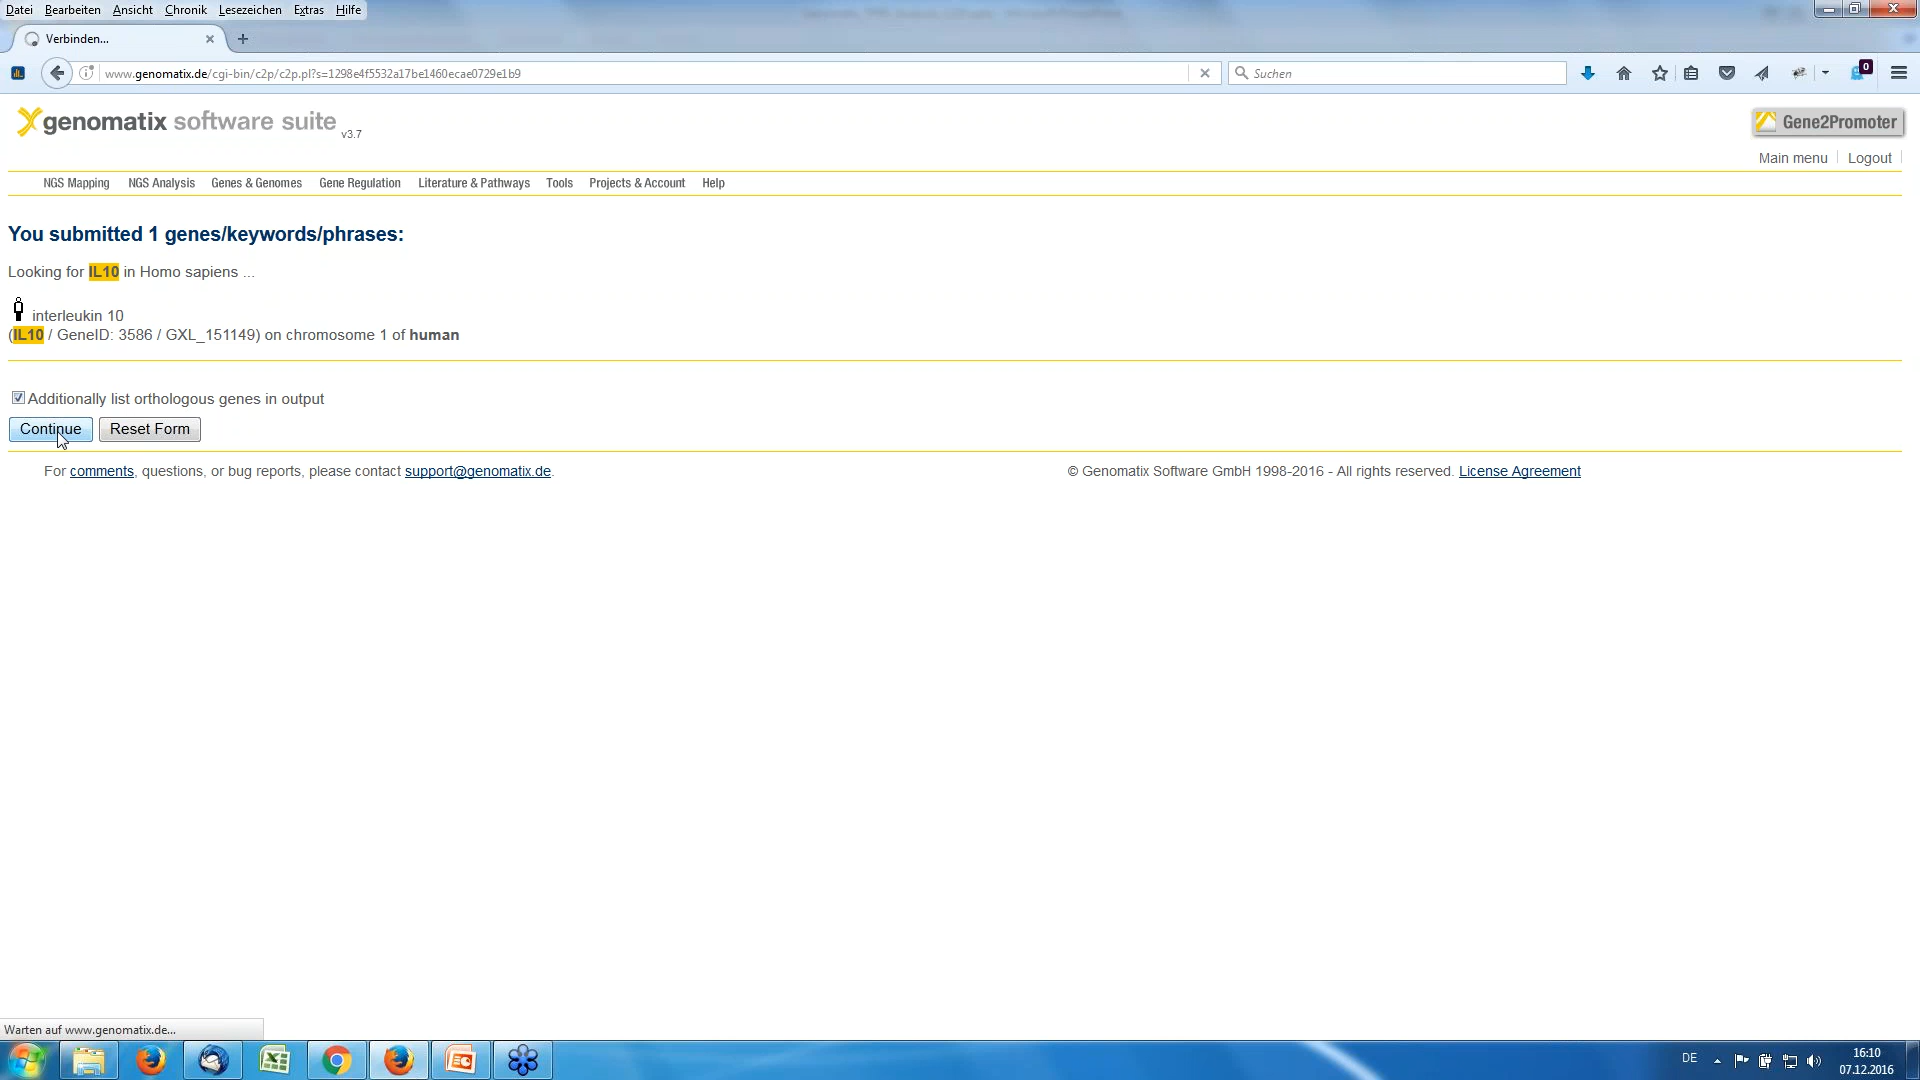 Datei Bearbeiten Ansicht Chronik Lesezeichen Extras Hilfe
Verbinden...
www.genomatix.de/cgi-bin/c2p/c2p.pl?s=1298e4f5532a17be1460ecae0729e1b9
Suchen
0
genomatix software suite v3.7
Gene2Promoter
Main menu Logout
NGS Mapping NGS Analysis Genes & Genomes Gene Regulation Literature & Pathways Tools Projects & Account Help
You submitted 1 genes/keywords/phrases:
Looking for IL10 in Homo sapiens ...
interleukin 10
(IL10 / GeneID: 3586 / GXL_151149) on chromosome 1 of human
Additionally list orthologous genes in output
Continue Reset Form
For comments, questions, or bug reports, please contact support@genomatix.de.
© Genomatix Software GmbH 1998-2016 - All rights reserved. License Agreement
Warten auf www.genomatix.de...
DE
16:10
07.12.2016